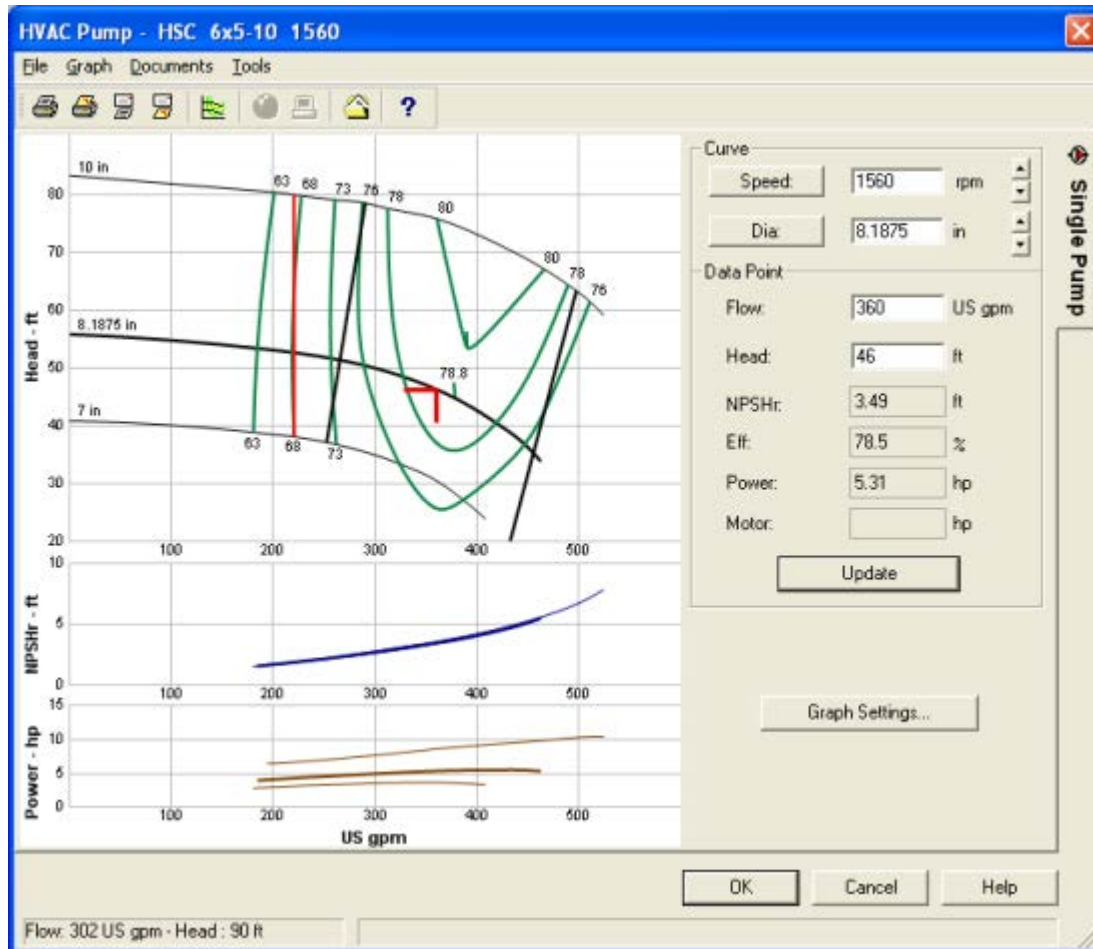 HVAC Pump - HSC 6x5-10 1560
File Graph Documents Tools
?
10 in
63 68 73 76 78 80
80 78 76
8.1875 in
78.8
7 in
63 68 73
Head - ft
80
70
60
50
40
30
20
100 200 300 400 500
NPSHr - ft
10
5
0
100 200 300 400 500
Power - hp
15
10
5
0
100 200 300 400 500
US gpm
Curve
Speed: 1560 rpm
Dia: 8.1875 in
Data Point
Flow: 360 US gpm
Head: 46 ft
NPSHr: 3.49 ft
Eff: 78.5 %
Power: 5.31 hp
Motor: hp
Update
Graph Settings...
Single Pump
OK Cancel Help
Flow: 302 US gpm - Head : 90 ft